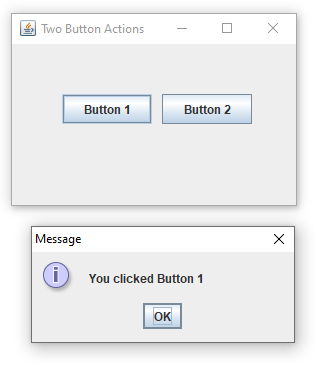 Two Button Actions
Button 1 Button 2
Message
You clicked Button 1
OK